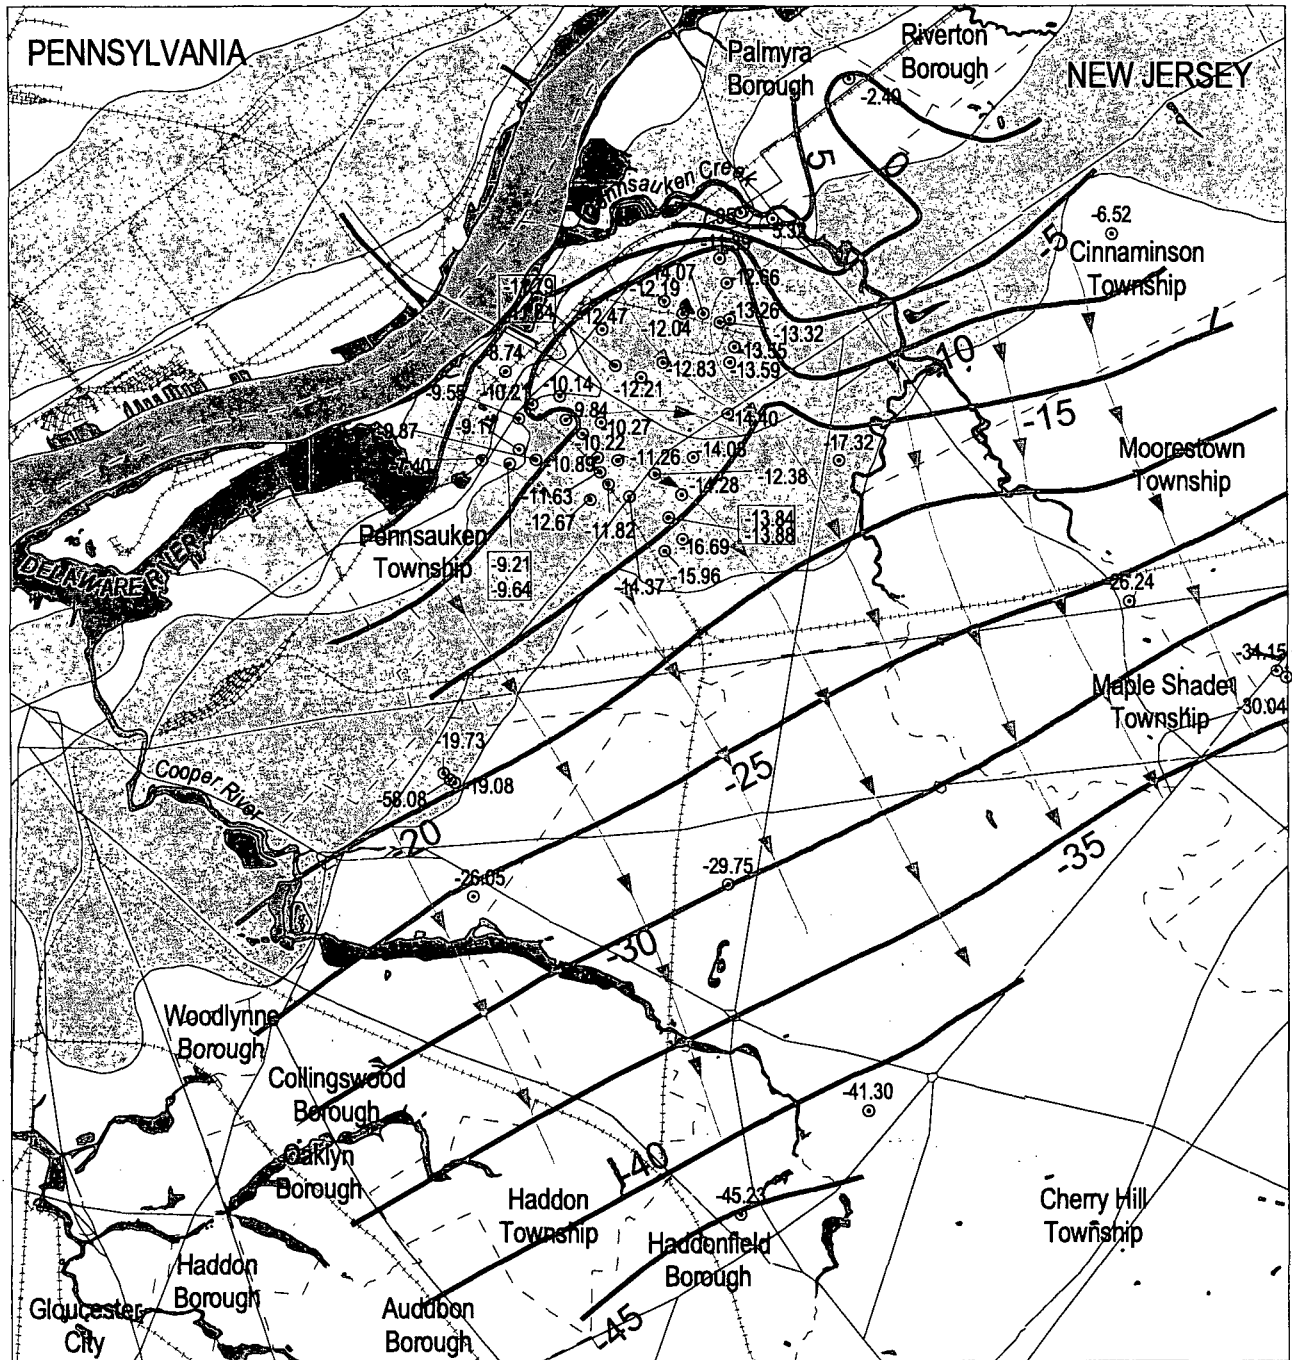 PENNSYLVANIA
Palmyra
Borough
Riverton
Borough
NEW JERSEY
-2.40
5
0
Pennsauken Creek
-6.52
-5
Cinnaminson
Township
-14.07
-12.19
-12.66
-12.47
-13.26
12.04
-13.32
-13.55
-12.83
-13.59
-10
8.74
-9.58
-10.21
-10.14
-12.21
-14.40
-15
9.84
-9.17
-10.27
9.87
-10.22
-17.32
-7.40
-10.89
-11.26
-14.05
12.38
Moorestown
Township
-14.28
-11.63
-12.67
11.82
-13.84
-13.88
Pennsauken
Township
-9.21
-9.64
-16.69
-15.96
-14.37
DELAWARE RIVER
26.24
-34.15
Maple Shade
Township
30.04
-19.73
-19.08
-58.08
Cooper River
-25
-20
-35
-26.05
-29.75
-30
Woodlynne
Borough
Collingswood
Borough
-41.30
Oaklyn
Borough
-40
Haddon
Township
-45.23
Cherry Hill
Township
Haddonfield
Borough
Haddon
Borough
Gloucester
City
Audubon
Borough
-45